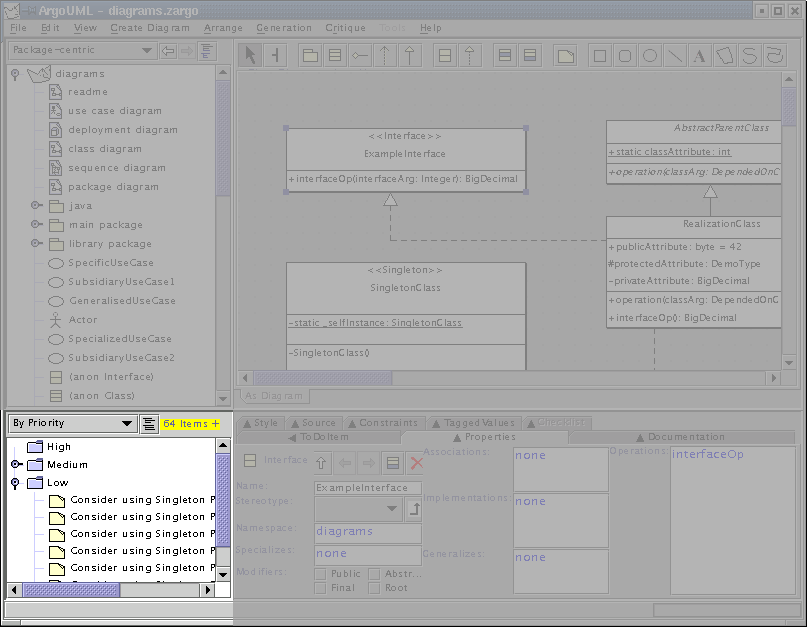 ArgoUML - diagrams.zargo
File Edit View Create Diagram Arrange Generation Critique Tools Help
Package-centric
diagrams
readme
use case diagram
deployment diagram
class diagram
sequence diagram
package diagram
java
main package
library package
SpecificUseCase
SubsidiaryUseCase1
GeneralisedUseCase
Actor
SpecializedUseCase
SubsidiaryUseCase2
(anon Interface)
(anon Class)
<<Interface>>
ExampleInterface
+interfaceOp(interfaceArg: Integer): BigDecimal
AbstractParentClass
+static classAttribute: int
+operation(classArg: DependedOnC
RealizationClass
+publicAttribute: byte = 42
#protectedAttribute: DemoType
-privateAttribute: BigDecimal
+operation(classArg: DependedOnC
+interfaceOp(): BigDecimal
<<Singleton>>
SingletonClass
-static _selfInstance: SingletonClass
-SingletonClass()
As Diagram
By Priority
64 Items +
High
Medium
Low
Consider using Singleton P
Consider using Singleton P
Consider using Singleton P
Consider using Singleton P
Consider using Singleton P
Style Source Constraints Tagged Values Checklist
ToDoItem Properties Documentation
Interface
Name: ExampleInterface
Stereotype:
Namespace: diagrams
Specializes: none
Modifiers: Public Abstr...
Final Root
Associations: none
Implementations: none
Generalizes: none
Operations: interfaceOp